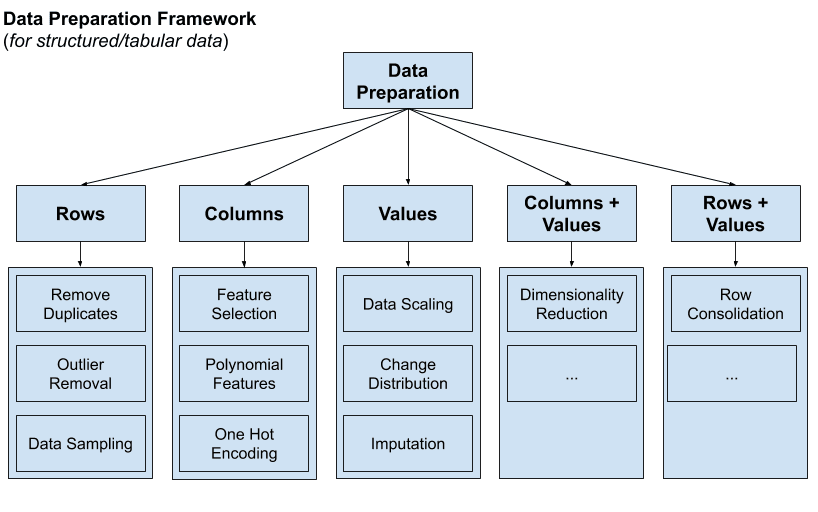 Data Preparation Framework
(for structured/tabular data)
Data
Preparation
Rows
Columns
Values
Columns +
Values
Rows +
Values
Remove
Duplicates
Outlier
Removal
Data Sampling
Feature
Selection
Polynomial
Features
One Hot
Encoding
Data Scaling
Change
Distribution
Imputation
Dimensionality
Reduction
...
Row
Consolidation
...